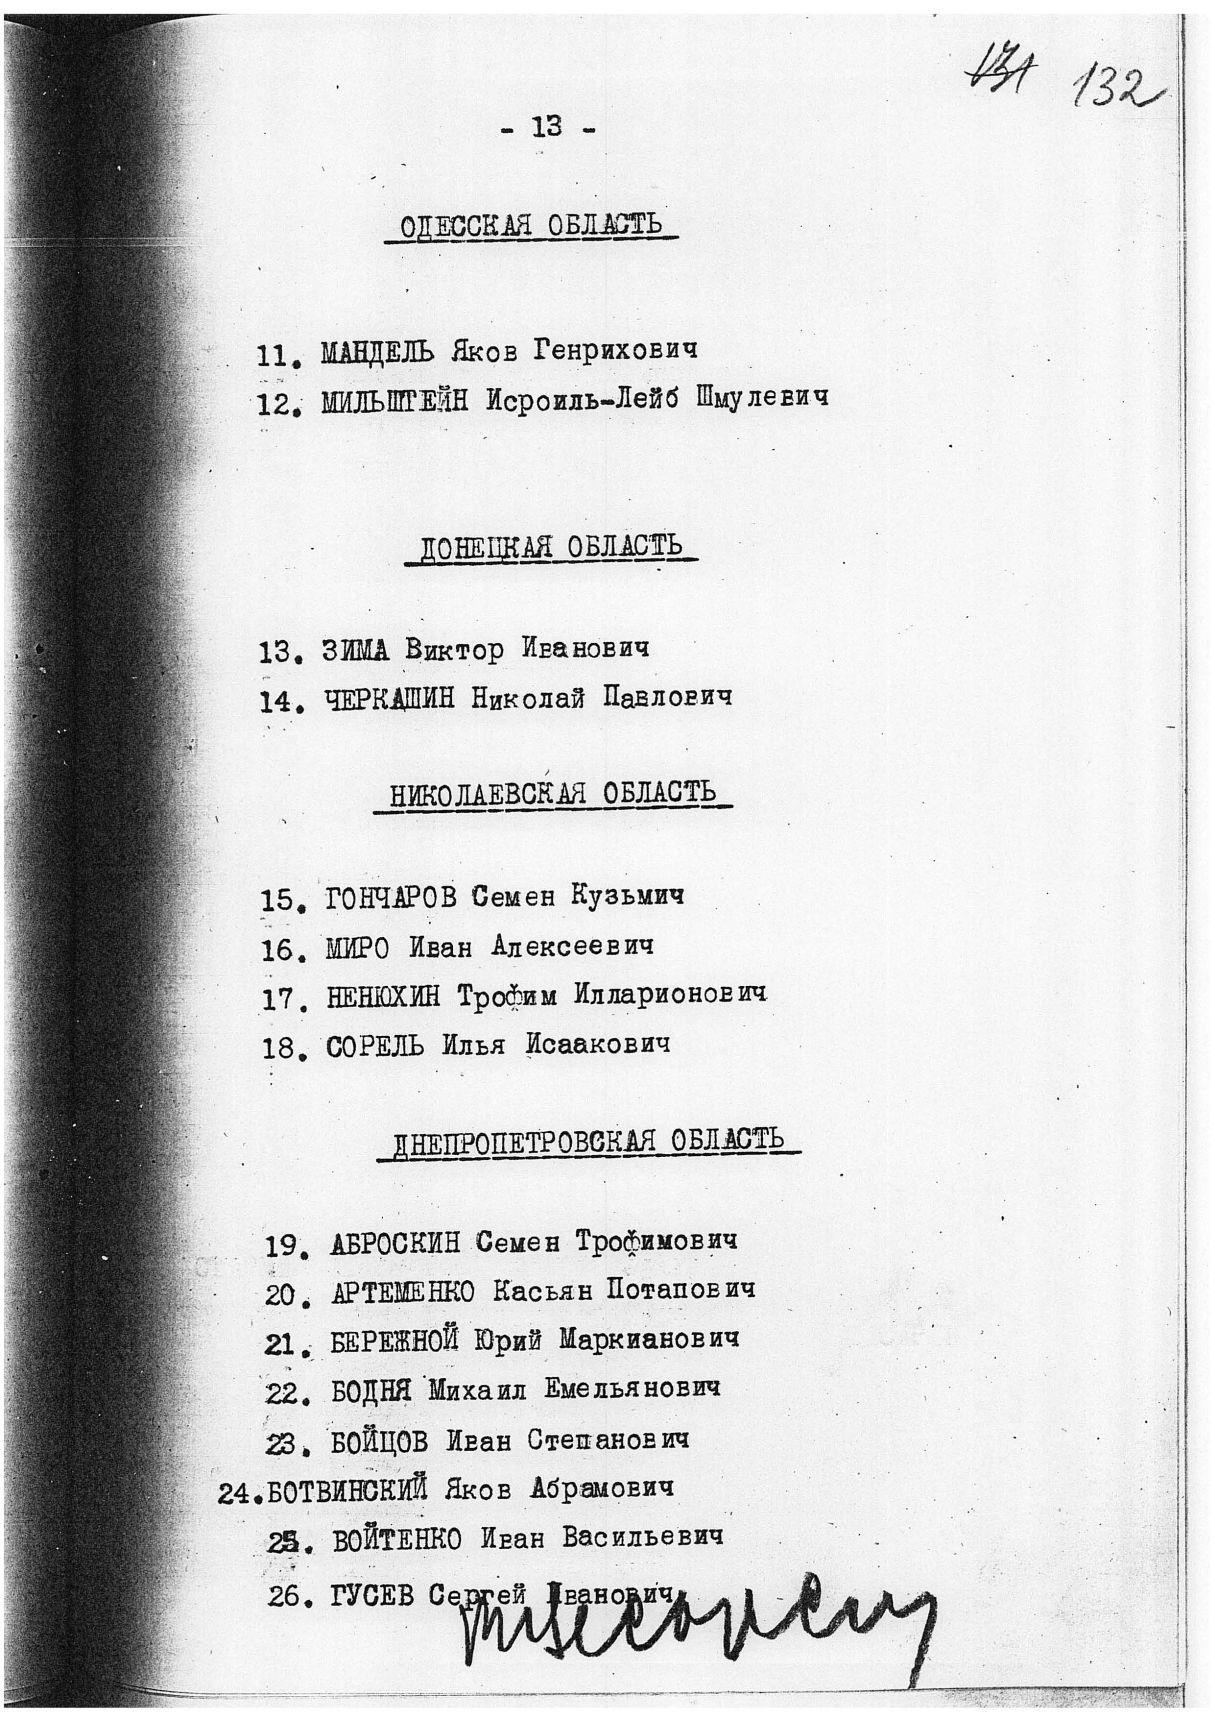 131 132
- 13 -
ОДЕССКАЯ ОБЛАСТЬ
11. МАНДЕЛЬ Яков Генрихович
12. МИЛЬШТЕЙН Исроиль-Лейб Шмулевич
ДОНЕЦКАЯ ОБЛАСТЬ
13. ЗИМА Виктор Иванович
14. ЧЕРКАШИН Николай Павлович
НИКОЛАЕВСКАЯ ОБЛАСТЬ
15. ГОНЧАРОВ Семен Кузьмич
16. МИРО Иван Алексеевич
17. НЕНЮХИН Трофим Илларионович
18. СОРЕЛЬ Илья Исаакович
ДНЕПРОПЕТРОВСКАЯ ОБЛАСТЬ
19. АБРОСКИН Семен Трофимович
20. АРТЕМЕНКО Касьян Потапович
21. БЕРЕЖНОЙ Юрий Маркианович
22. БОДНЯ Михаил Емельянович
23. БОЙЦОВ Иван Степанович
24.БОТВИНСКИЙ Яков Абрамович
25. ВОЙТЕНКО Иван Васильевич
26. ГУСЕВ Сергей Иванович